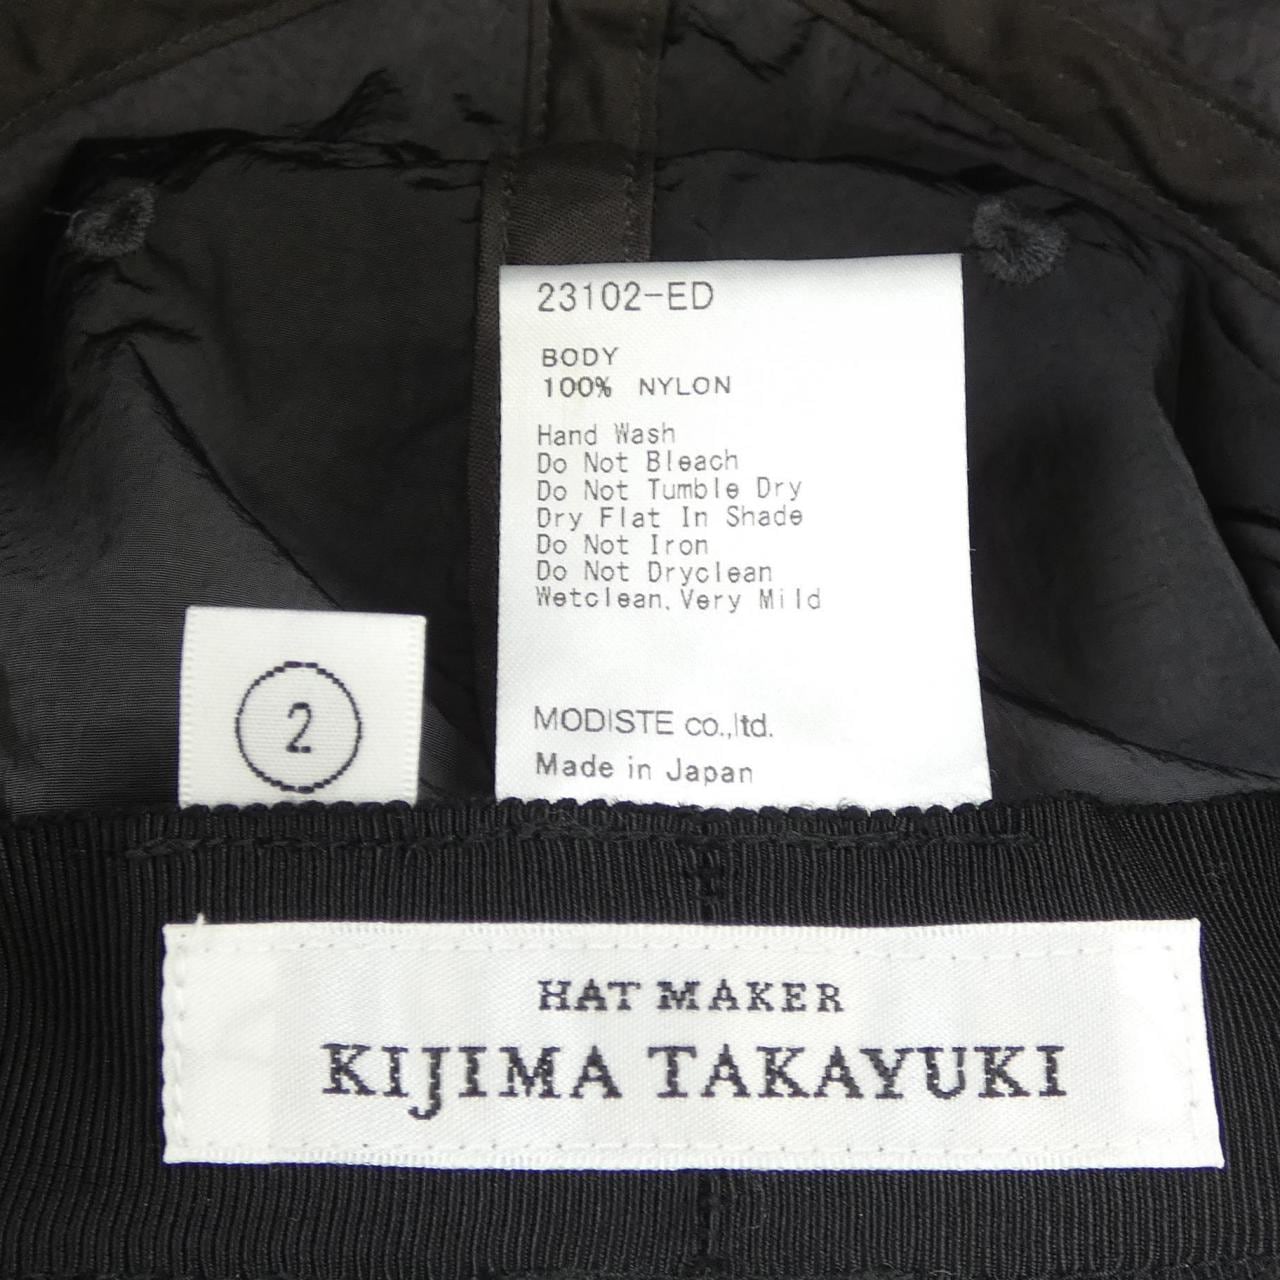 23102-ED
BODY
100% NYLON
Hand Wash
Do Not Bleach
Do Not Tumble Dry
Dry Flat In Shade
Do Not Iron
Do Not Dryclean
Wetclean, Very Mild
MODISTE co.,ltd.
Made in Japan
2
HAT MAKER
KIJIMA TAKAYUKI